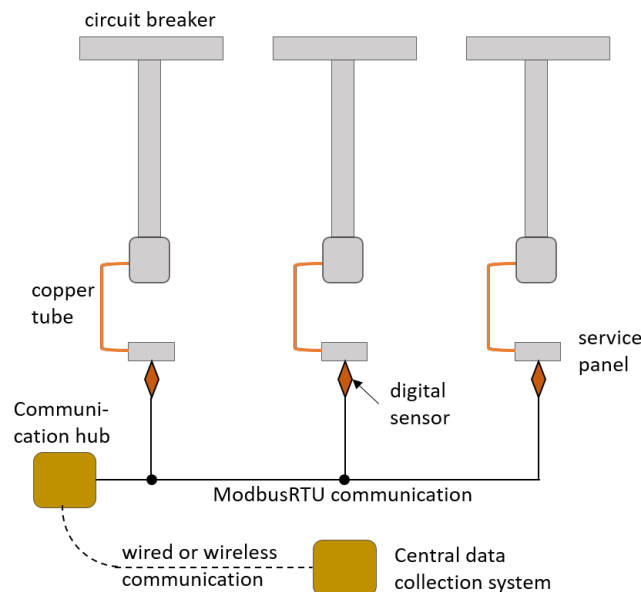 circuit breaker
copper
tube
service
panel
digital
sensor
Communi-
cation hub
ModbusRTU communication
wired or wireless
communication
Central data
collection system